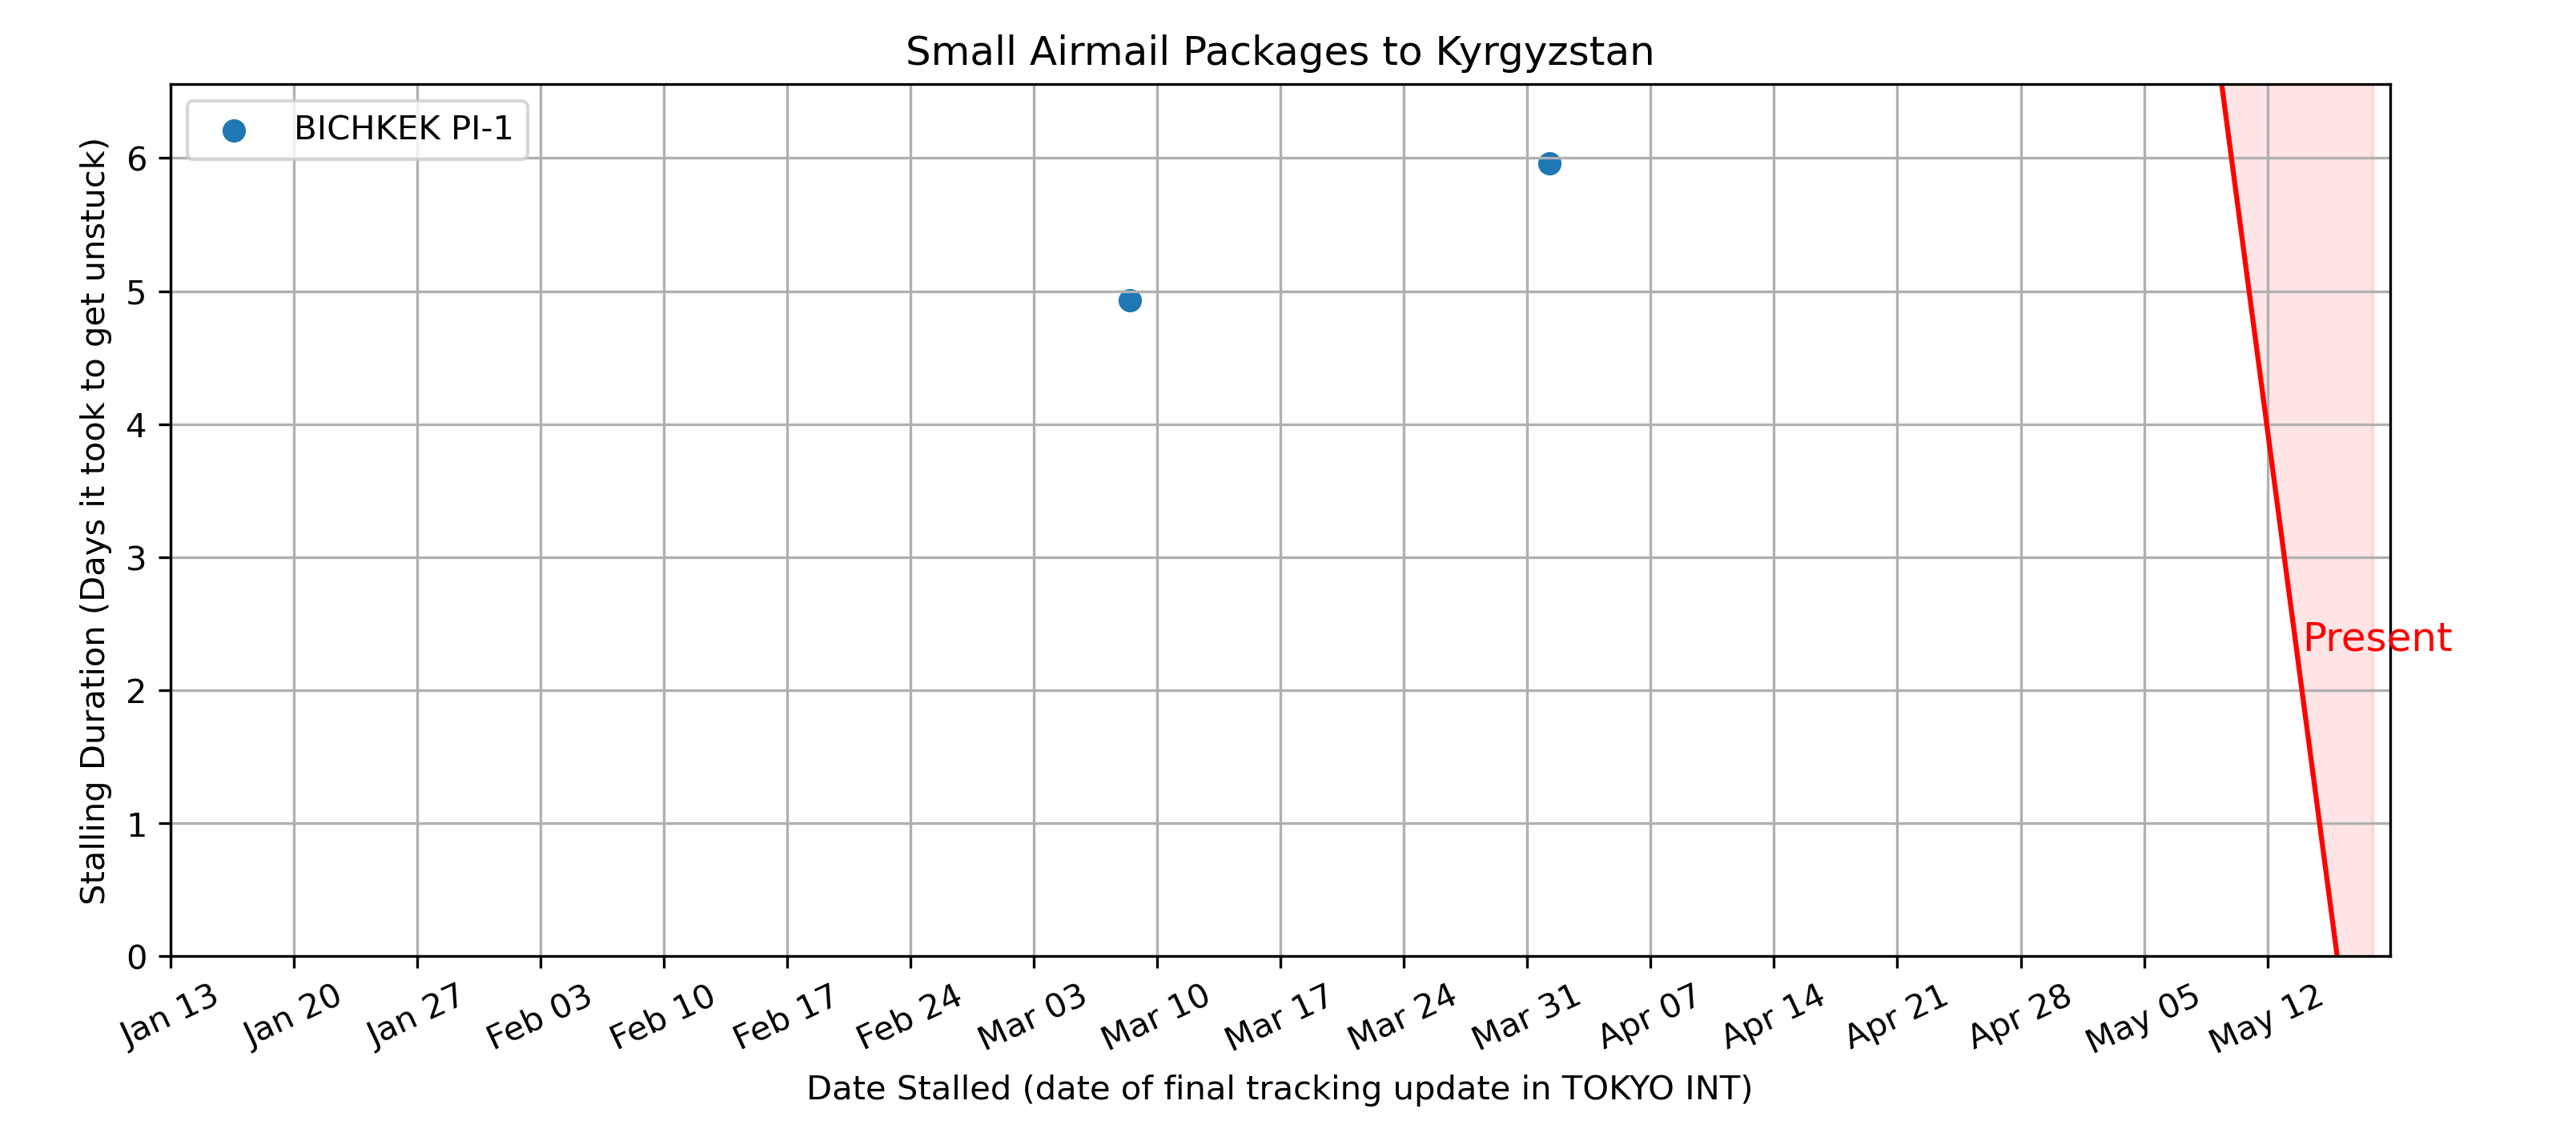 Small Airmail Packages to Kyrgyzstan
BICHKEK PI-1
Stalling Duration (Days it took to get unstuck)
6
5
4
3
2
1
0
Present
Jan 13
Jan 20
Jan 27
Feb 03
Feb 10
Feb 17
Feb 24
Mar 03
Mar 10
Mar 17
Mar 24
Mar 31
Apr 07
Apr 14
Apr 21
Apr 28
May 05
May 12
Date Stalled (date of final tracking update in TOKYO INT)